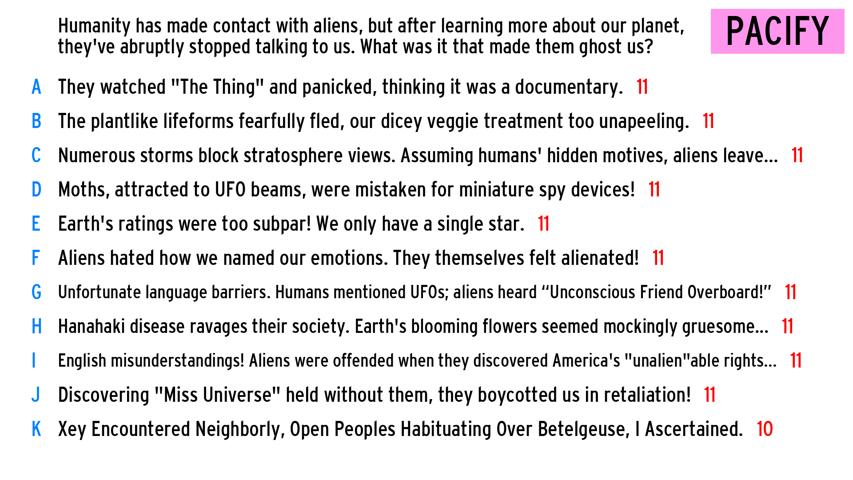 Humanity has made contact with aliens, but after learning more about our planet,
they've abruptly stopped talking to us. What was it that made them ghost us?
PACIFY
A They watched "The Thing" and panicked, thinking it was a documentary. 11
B The plantlike lifeforms fearfully fled, our dicey veggie treatment too unapeeling. 11
C Numerous storms block stratosphere views. Assuming humans' hidden motives, aliens leave... 11
D Moths, attracted to UFO beams, were mistaken for miniature spy devices! 11
E Earth's ratings were too subpar! We only have a single star. 11
F Aliens hated how we named our emotions. They themselves felt alienated! 11
G Unfortunate language barriers. Humans mentioned UFOs; aliens heard “Unconscious Friend Overboard!” 11
H Hanahaki disease ravages their society. Earth's blooming flowers seemed mockingly gruesome... 11
I English misunderstandings! Aliens were offended when they discovered America's "unalien"able rights... 11
J Discovering "Miss Universe" held without them, they boycotted us in retaliation! 11
K Xey Encountered Neighborly, Open Peoples Habituating Over Betelgeuse, I Ascertained. 10